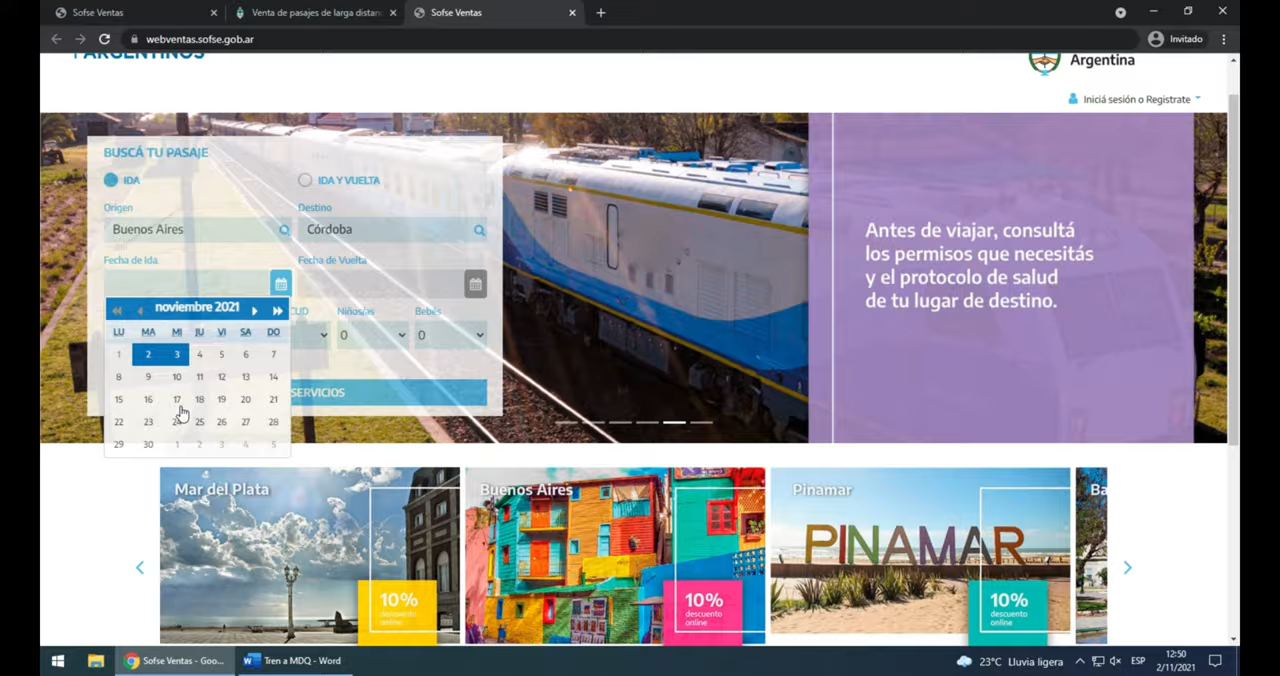 Sofse Ventas
Venta de pasajes de larga distan
Sofse Ventas
webventas.sofse.gob.ar
Invitado
ARGENTINOS
Argentina
Iniciá sesión o Registrate
BUSCÁ TU PASAJE
IDA
IDA Y VUELTA
Origen
Destino
Buenos Aires
Córdoba
Fecha de Ida
Fecha de Vuelta
noviembre 2021
CUD
Niños/as
Bebés
LU MA MI JU VI SA DO
0
0
1 2 3 4 5 6 7
8 9 10 11 12 13 14
SERVICIOS
15 16 17 18 19 20 21
22 23 24 25 26 27 28
29 30 1 2 3 4 5
Antes de viajar, consultá
los permisos que necesitás
y el protocolo de salud
de tu lugar de destino.
Mar del Plata
10%
descuento
online
Buenos Aires
10%
descuento
online
Pinamar
PINAMAR
10%
descuento
online
Ba
Sofse Ventas - Goo...
Tren a MDQ - Word
23°C Lluvia ligera
ESP
12:50
2/11/2021